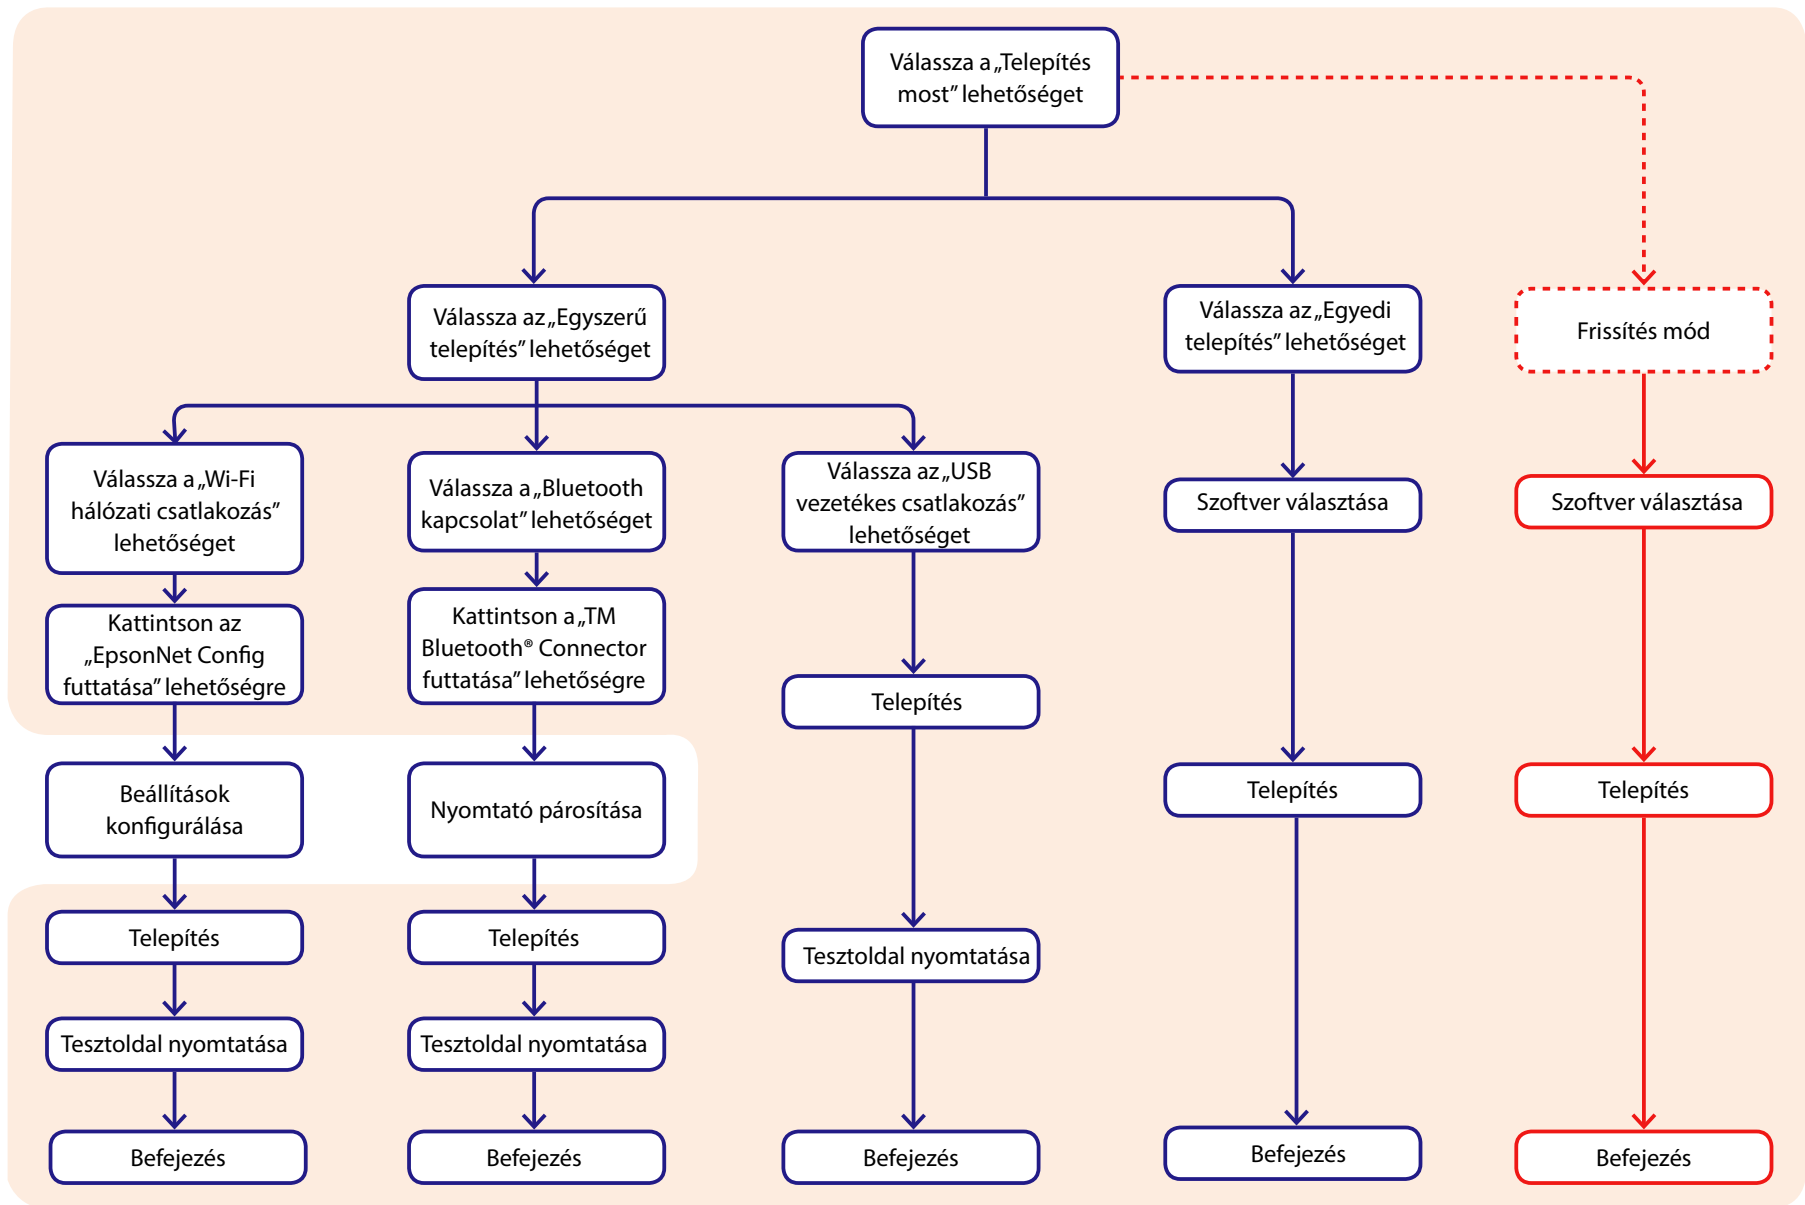 Válassza a „Telepítés
most” lehetőséget
Válassza az „Egyszerű
telepítés” lehetőséget
Válassza az „Egyedi
telepítés” lehetőséget
Frissítés mód
Válassza a „Wi-Fi
hálózati csatlakozás”
lehetőséget
Válassza a „Bluetooth
kapcsolat” lehetőséget
Válassza az „USB
vezetékes csatlakozás”
lehetőséget
Szoftver választása
Szoftver választása
Kattintson az
„EpsonNet Config
futtatása” lehetőségre
Kattintson a „TM
Bluetooth® Connector
futtatása” lehetőségre
Telepítés
Beállítások
konfigurálása
Nyomtató párosítása
Telepítés
Telepítés
Telepítés
Telepítés
Tesztoldal nyomtatása
Tesztoldal nyomtatása
Tesztoldal nyomtatása
Befejezés
Befejezés
Befejezés
Befejezés
Befejezés